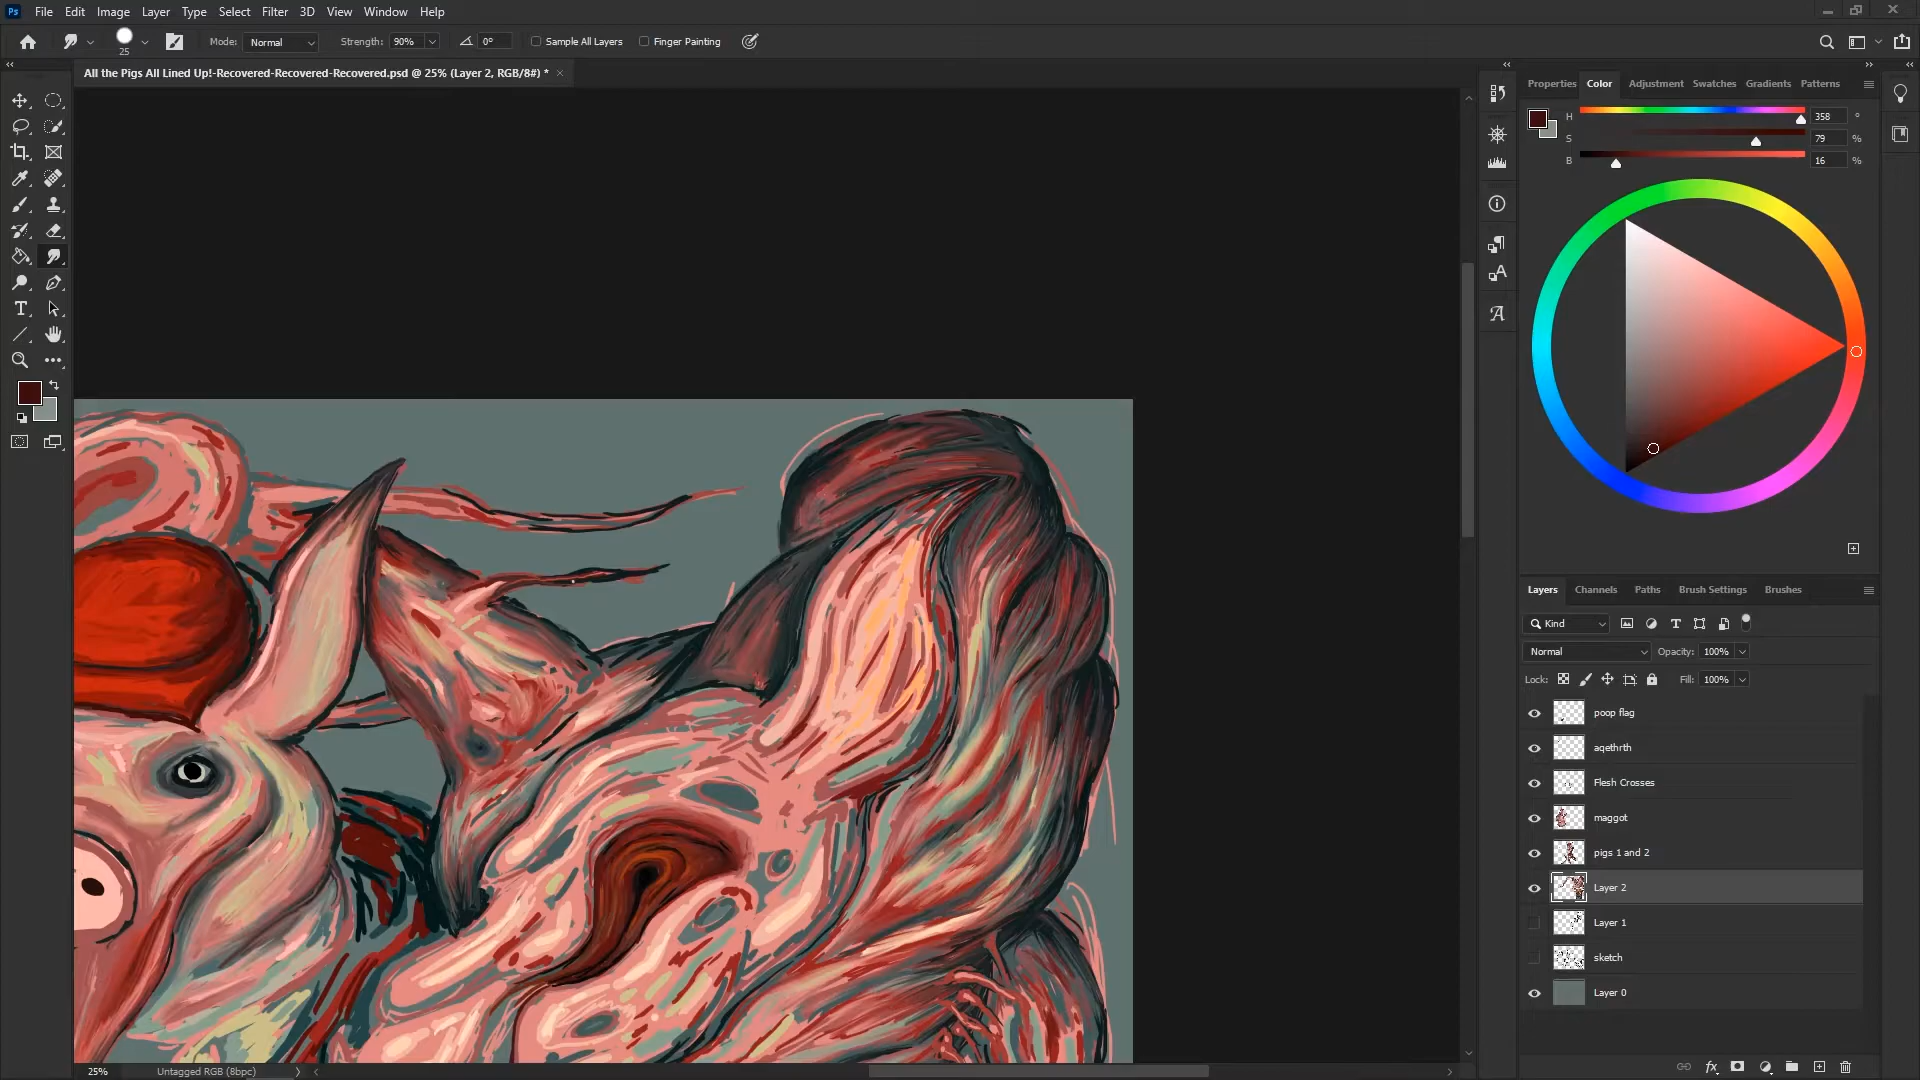 Ps File Edit Image Layer Type Select Filter 3D View Window Help
25 Mode: Normal Strength: 90% 0° Sample All Layers Finger Painting
All the Pigs All Lined Up!-Recovered-Recovered-Recovered.psd @ 25% (Layer 2, RGB/8#) *
Properties Color Adjustment Swatches Gradients Patterns
H 358 °
S 79 %
B 16 %
Layers Channels Paths Brush Settings Brushes
Kind
Normal Opacity: 100%
Lock: Fill: 100%
poop flag
aqethrth
Flesh Crosses
maggot
pigs 1 and 2
Layer 2
Layer 1
sketch
Layer 0
25% Untagged RGB (8bpc)